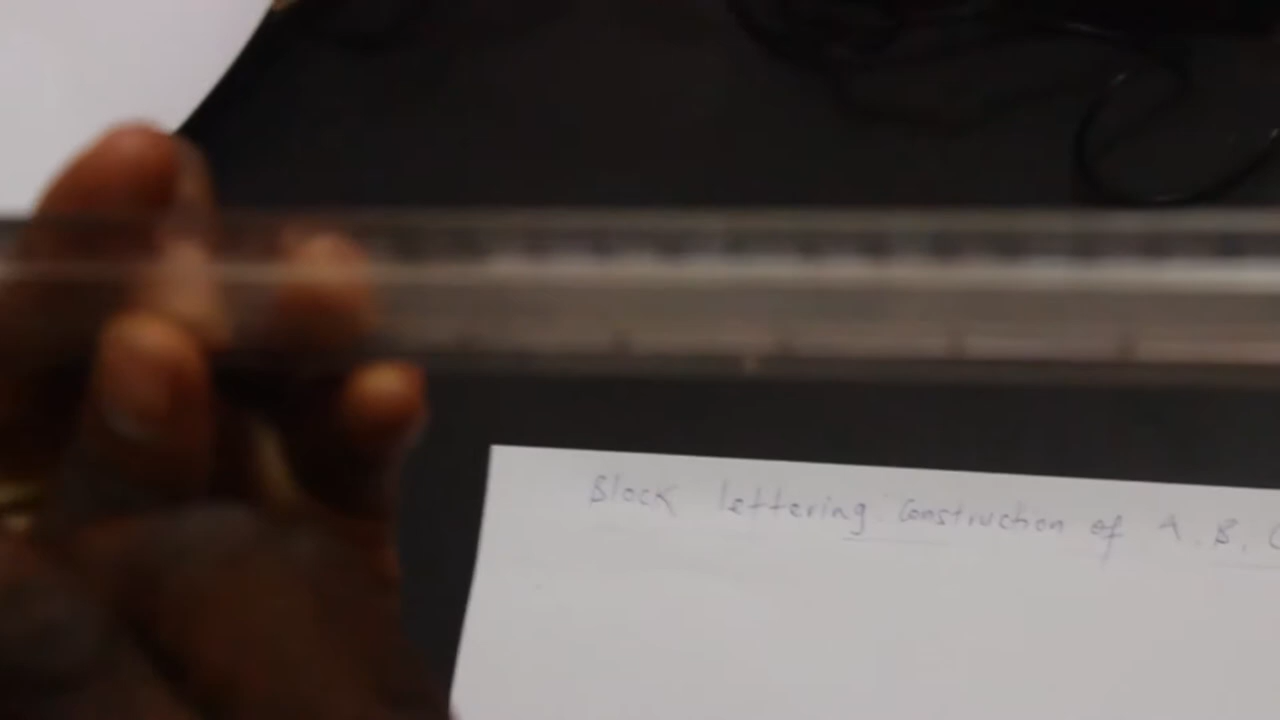 Block lettering Construction of A, B, C